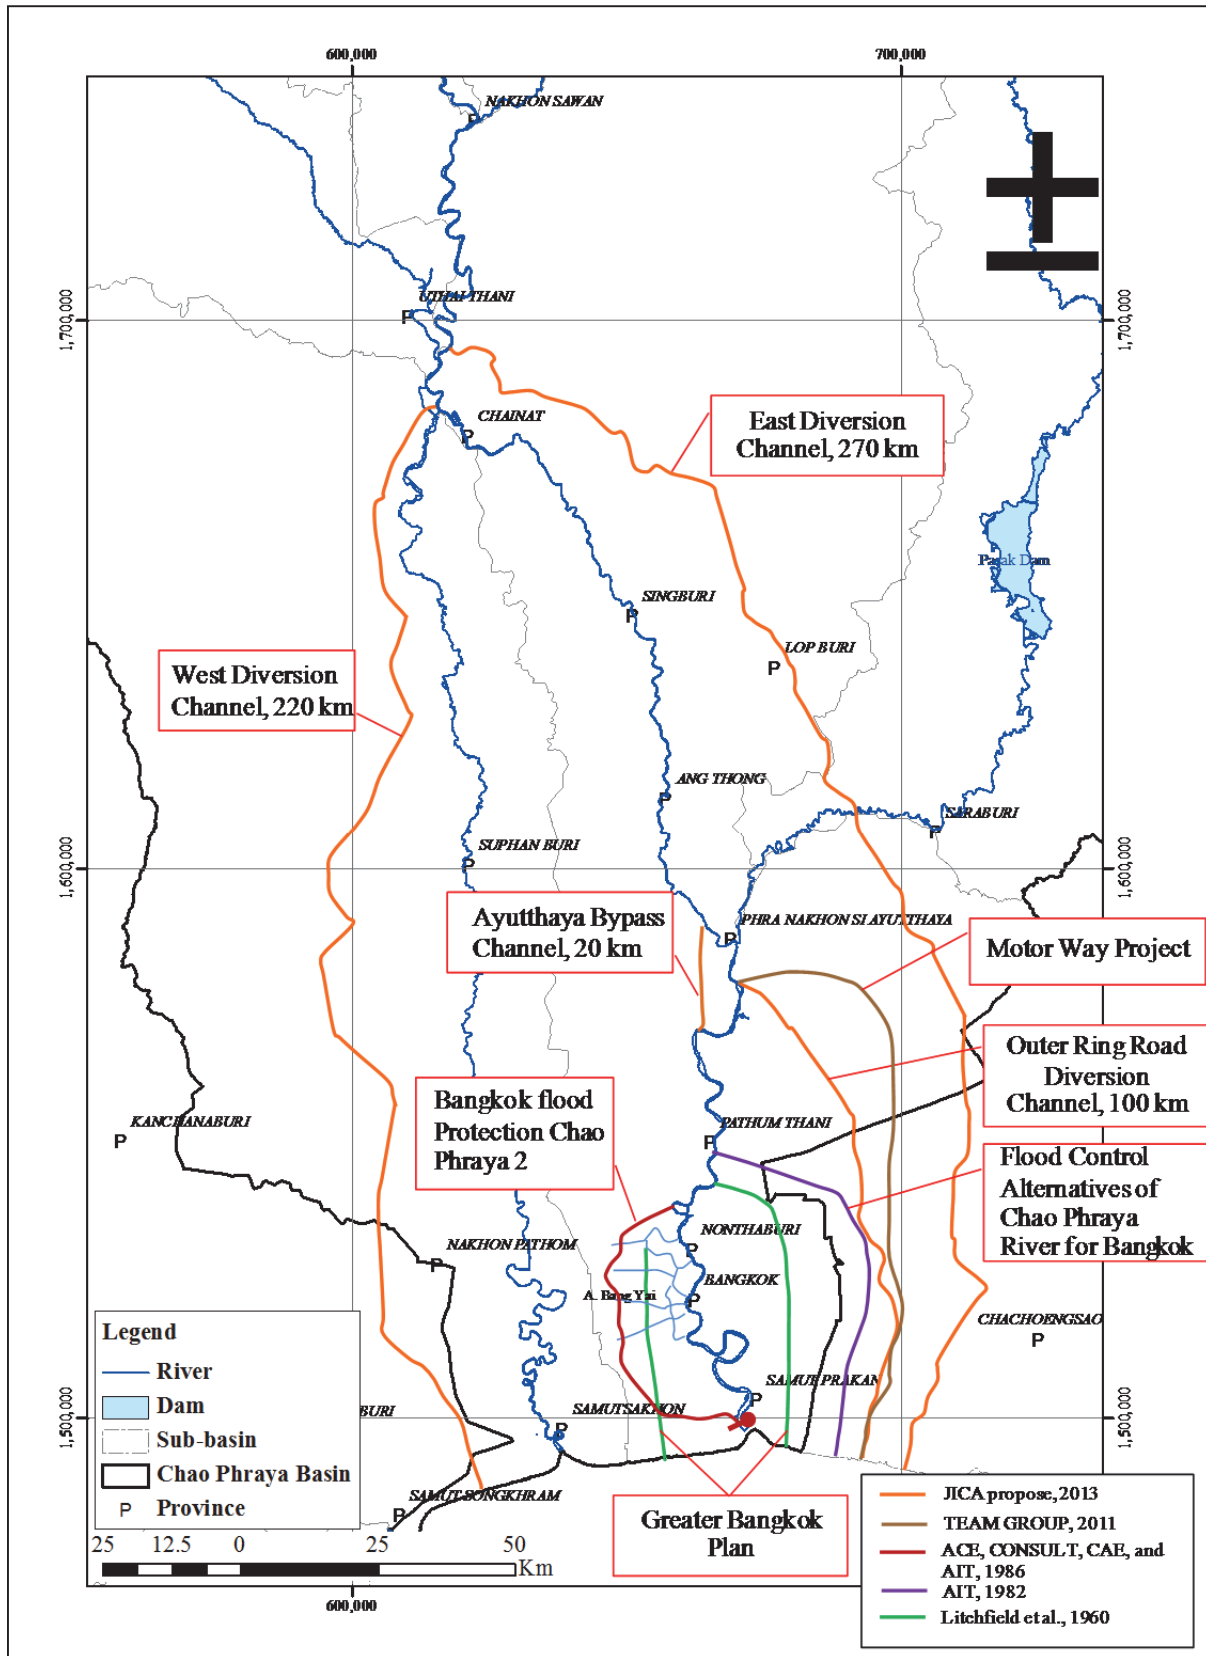 600,000
700,000
NAKHON SAWAN
P
UTHAI THANI
P
1,700,000
1,700,000
CHAINAT
P
East Diversion
Channel, 270 km
Pasak Dam
SINGBURI
P
LOP BURI
P
West Diversion
Channel, 220 km
ANG THONG
P
SARABURI
P
SUPHAN BURI
P
1,600,000
1,600,000
Ayutthaya Bypass
Channel, 20 km
PHRA NAKHON SI AYUTTHAYA
P
Motor Way Project
Outer Ring Road
Diversion
Channel, 100 km
Bangkok flood
Protection Chao
Phraya 2
KANCHANABURI
P
PATHUM THANI
P
Flood Control
Alternatives of
Chao Phraya
River for Bangkok
NONTHABURI
P
NAKHON PATHOM
P
BANGKOK
P
A. Bang Yai
CHACHOENGSAO
P
SAMUT PRAKAN
P
SAMUTSAKHON
P
BURI
1,500,000
1,500,000
SAMUT SONGKHRAM
P
Legend
River
Dam
Sub-basin
Chao Phraya Basin
P Province
25 12.5 0 25 50
Km
Greater Bangkok
Plan
JICA propose, 2013
TEAM GROUP, 2011
ACE, CONSULT, CAE, and
AIT, 1986
AIT, 1982
Litchfield et al., 1960
600,000